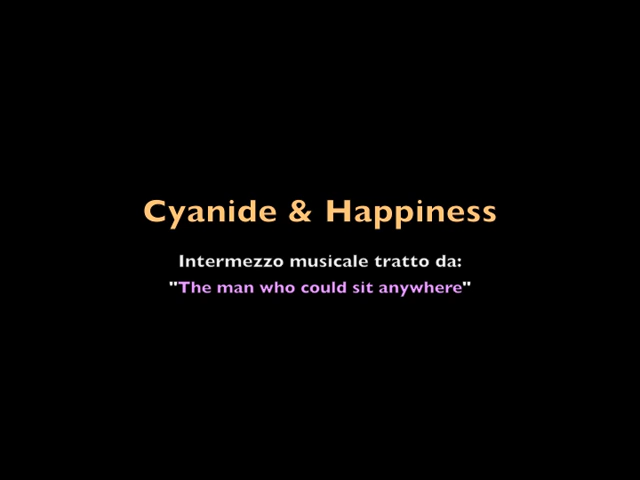 Cyanide & Happiness
Intermezzo musicale tratto da:
"The man who could sit anywhere"